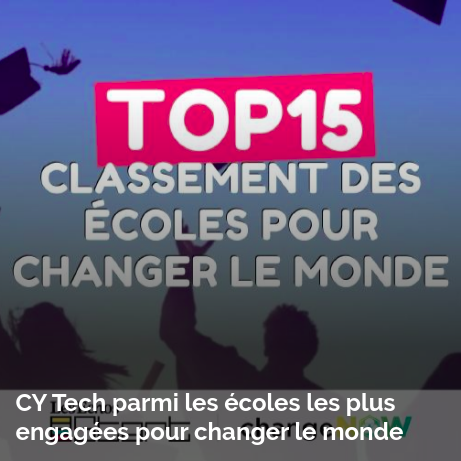 TOP15
CLASSEMENT DES
ÉCOLES POUR
CHANGER LE MONDE
CY Tech parmi les écoles les plus
engagées pour changer le monde